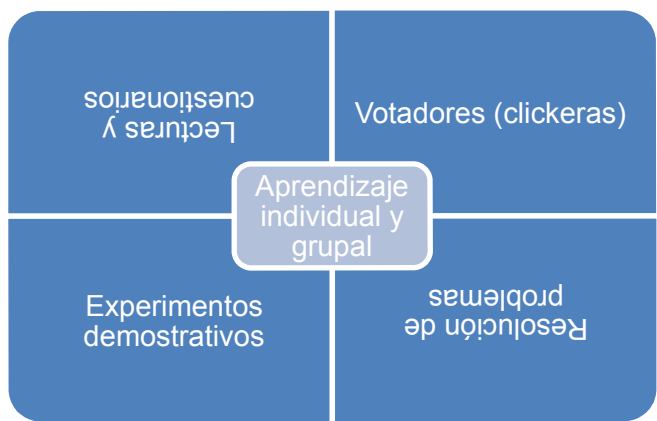 Lecturas y
cuestionarios
Votadores (clickeras)
Aprendizaje
individual y
grupal
Experimentos
demostrativos
Resolución de
problemas